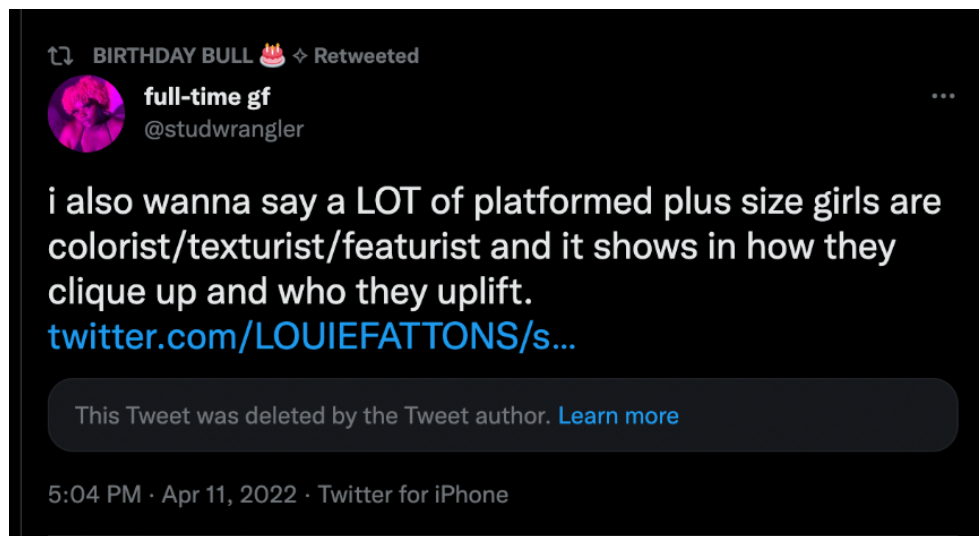 BIRTHDAY BULL 🎂 ✧ Retweeted
full-time gf
@studwrangler
i also wanna say a LOT of platformed plus size girls are
colorist/texturist/featurist and it shows in how they
clique up and who they uplift.
twitter.com/LOUIEFATTONS/s...
This Tweet was deleted by the Tweet author. Learn more
5:04 PM · Apr 11, 2022 · Twitter for iPhone